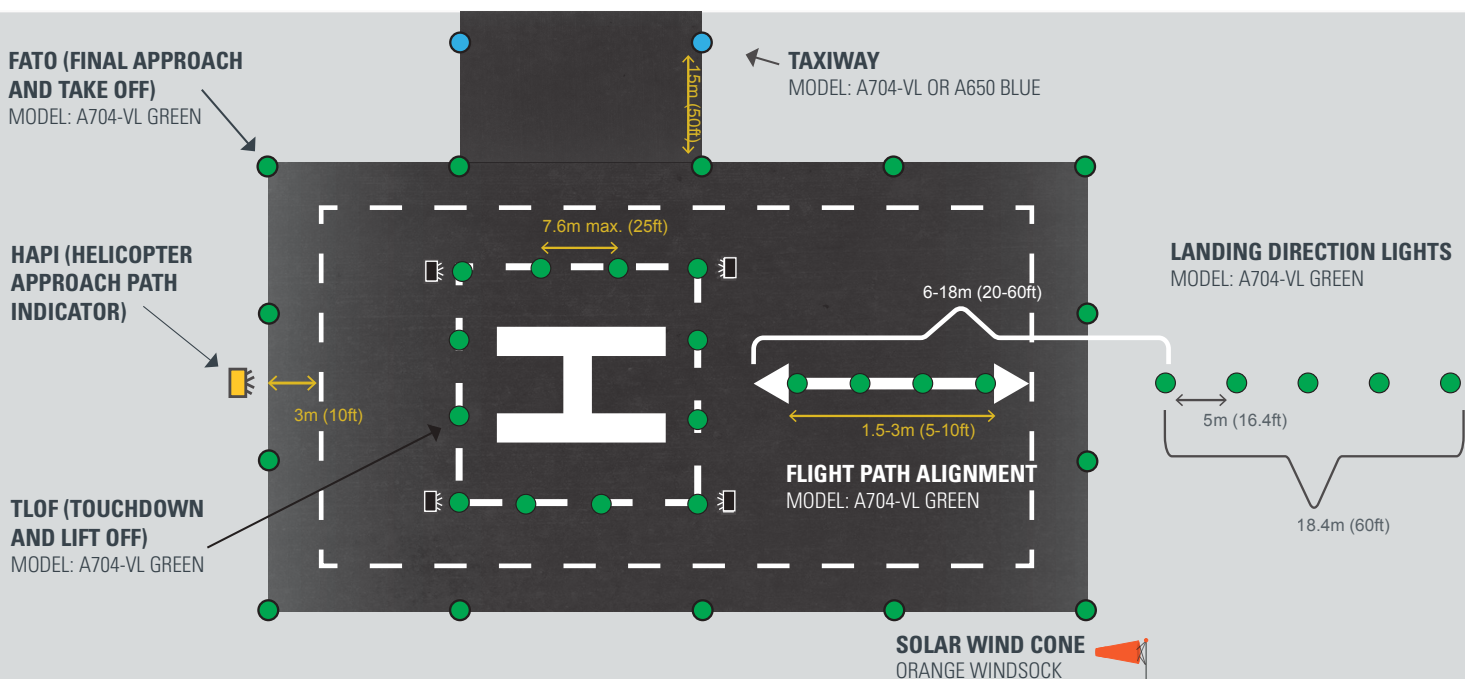 FATO (FINAL APPROACH
AND TAKE OFF)
MODEL: A704-VL GREEN
TAXIWAY
MODEL: A704-VL OR A650 BLUE
15m (50ft)
7.6m max. (25ft)
HAPI (HELICOPTER
APPROACH PATH
INDICATOR)
LANDING DIRECTION LIGHTS
MODEL: A704-VL GREEN
6-18m (20-60ft)
H
3m (10ft)
5m (16.4ft)
1.5-3m (5-10ft)
FLIGHT PATH ALIGNMENT
MODEL: A704-VL GREEN
18.4m (60ft)
TLOF (TOUCHDOWN
AND LIFT OFF)
MODEL: A704-VL GREEN
SOLAR WIND CONE
ORANGE WINDSOCK